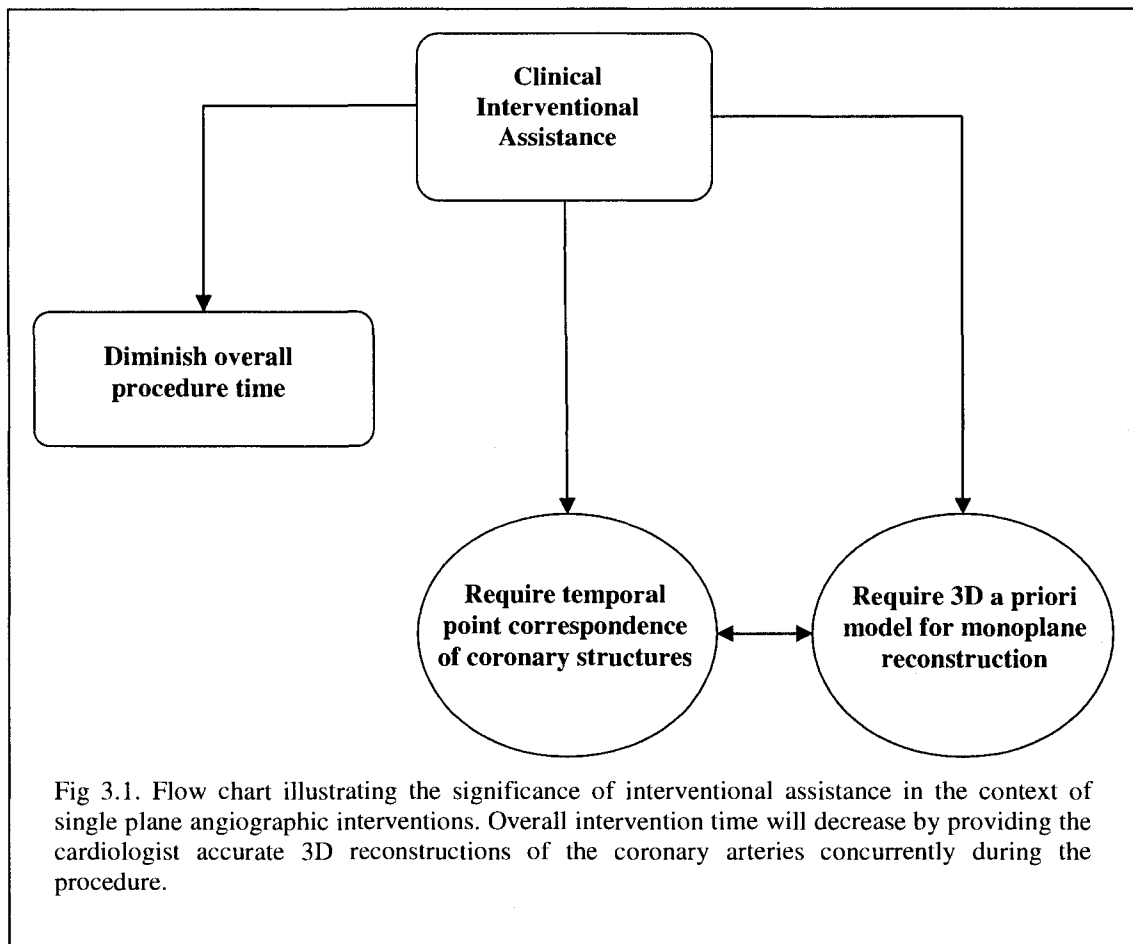 Clinical
Interventional
Assistance
Diminish overall
procedure time
Require temporal
point correspondence
of coronary structures
Require 3D a priori
model for monoplane
reconstruction
Fig 3.1. Flow chart illustrating the significance of interventional assistance in the context of
single plane angiographic interventions. Overall intervention time will decrease by providing the
cardiologist accurate 3D reconstructions of the coronary arteries concurrently during the
procedure.